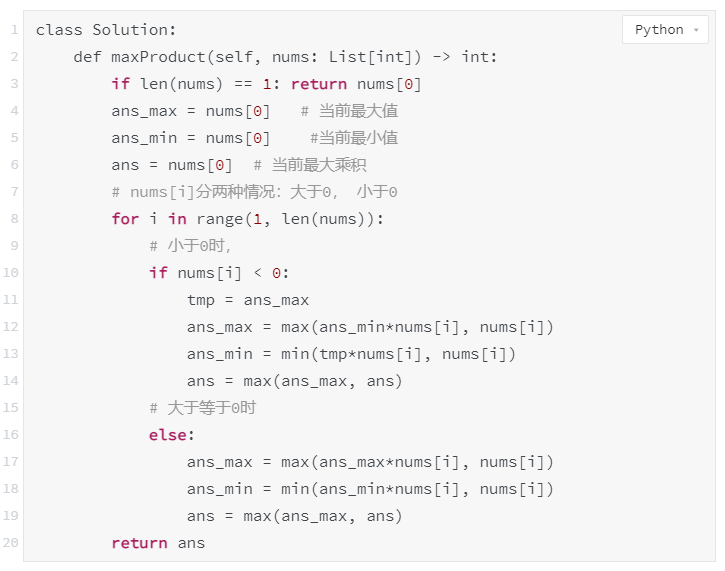 Python
1 class Solution:
2     def maxProduct(self, nums: List[int]) -> int:
3         if len(nums) == 1: return nums[0]
4         ans_max = nums[0]   # 当前最大值
5         ans_min = nums[0]    #当前最小值
6         ans = nums[0]  # 当前最大乘积
7         # nums[i]分两种情况：大于0， 小于0
8         for i in range(1, len(nums)):
9             # 小于0时，
10             if nums[i] < 0:
11                 tmp = ans_max
12                 ans_max = max(ans_min*nums[i], nums[i])
13                 ans_min = min(tmp*nums[i], nums[i])
14                 ans = max(ans_max, ans)
15             # 大于等于0时
16             else:
17                 ans_max = max(ans_max*nums[i], nums[i])
18                 ans_min = min(ans_min*nums[i], nums[i])
19                 ans = max(ans_max, ans)
20         return ans